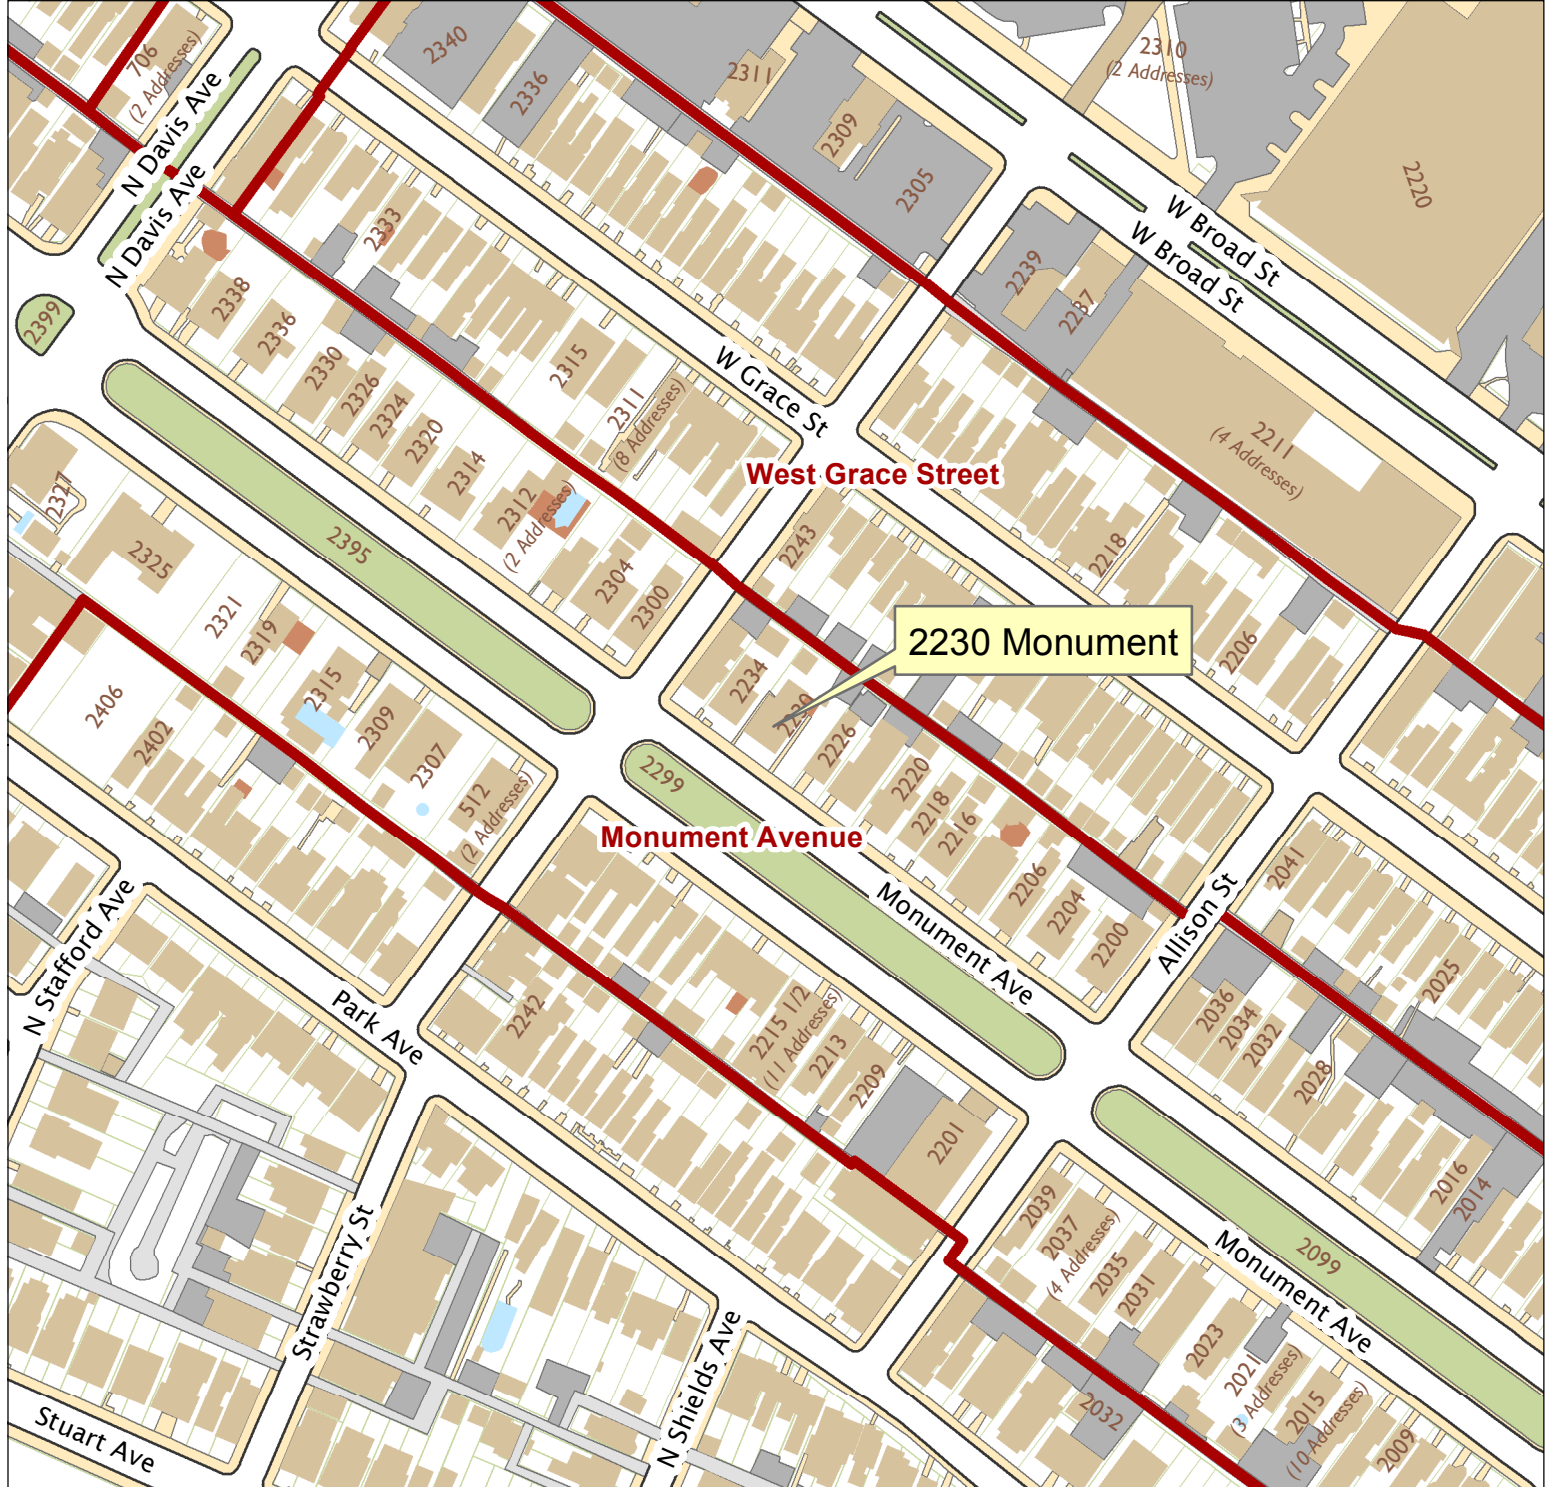 706
(2 Addresses)
N Davis Ave
N Davis Ave
2340
2336
2311
2309
2305
2310
(2 Addresses)
2220
W Broad St
W Broad St
2399
2333
2338
2336
2330
2326
2324
2320
2314
2312
(2 Addresses)
2304
2300
2315
2311
(8 Addresses)
W Grace St
2239
2237
2211
(4 Addresses)
West Grace Street
2243
2218
2206
2327
2325
2395
2321
2319
2315
2309
2307
512
(2 Addresses)
2406
2402
2230 Monument
2234
2230
2226
2220
2218
2216
2206
2204
2200
2299
Monument Avenue
Monument Ave
Allison St
2041
2025
2036
2034
2032
2028
2016
2014
N Stafford Ave
Park Ave
2242
2215 1/2
(11 Addresses)
2213
2209
2201
2039
2037
(4 Addresses)
2035
2031
2023
2021
(3 Addresses)
2015
(10 Addresses)
2009
2032
2099
Monument Ave
Strawberry St
N Shields Ave
Stuart Ave